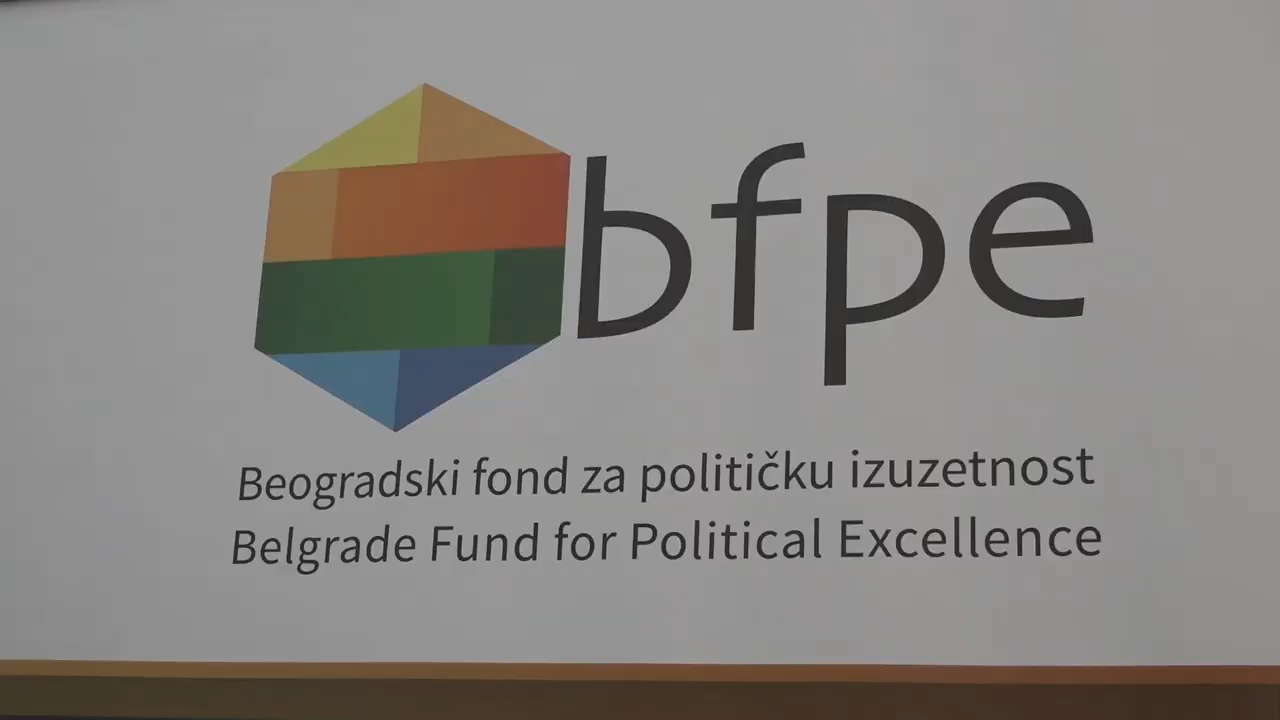 bfpe
Beogradski fond za političku izuzetnost
Belgrade Fund for Political Excellence